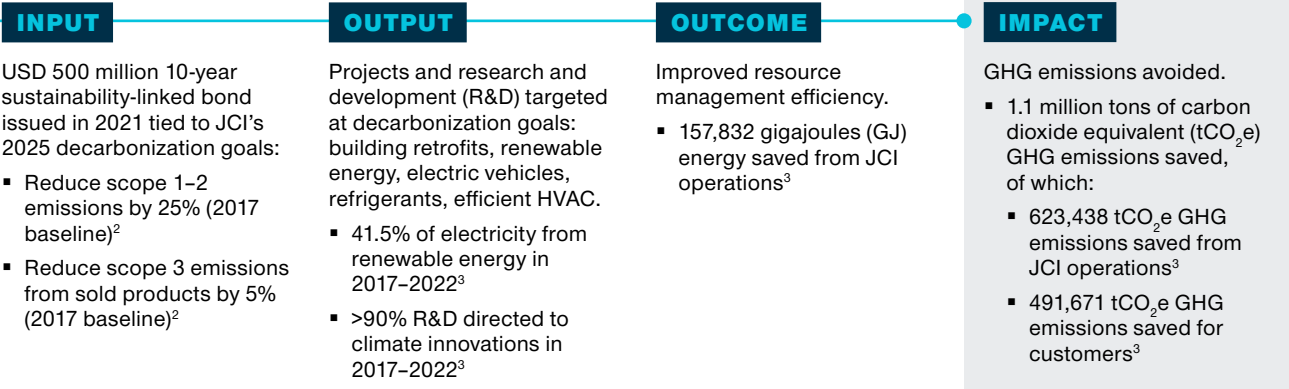 INPUT
USD 500 million 10-year
sustainability-linked bond
issued in 2021 tied to JCI’s
2025 decarbonization goals:
▪ Reduce scope 1–2
emissions by 25% (2017
baseline)²
▪ Reduce scope 3 emissions
from sold products by 5%
(2017 baseline)²
OUTPUT
Projects and research and
development (R&D) targeted
at decarbonization goals:
building retrofits, renewable
energy, electric vehicles,
refrigerants, efficient HVAC.
▪ 41.5% of electricity from
renewable energy in
2017–2022³
▪ >90% R&D directed to
climate innovations in
2017–2022³
OUTCOME
Improved resource
management efficiency.
▪ 157,832 gigajoules (GJ)
energy saved from JCI
operations³
IMPACT
GHG emissions avoided.
▪ 1.1 million tons of carbon
dioxide equivalent (tCO₂e)
GHG emissions saved,
of which:
▪ 623,438 tCO₂e GHG
emissions saved from
JCI operations³
▪ 491,671 tCO₂e GHG
emissions saved for
customers³